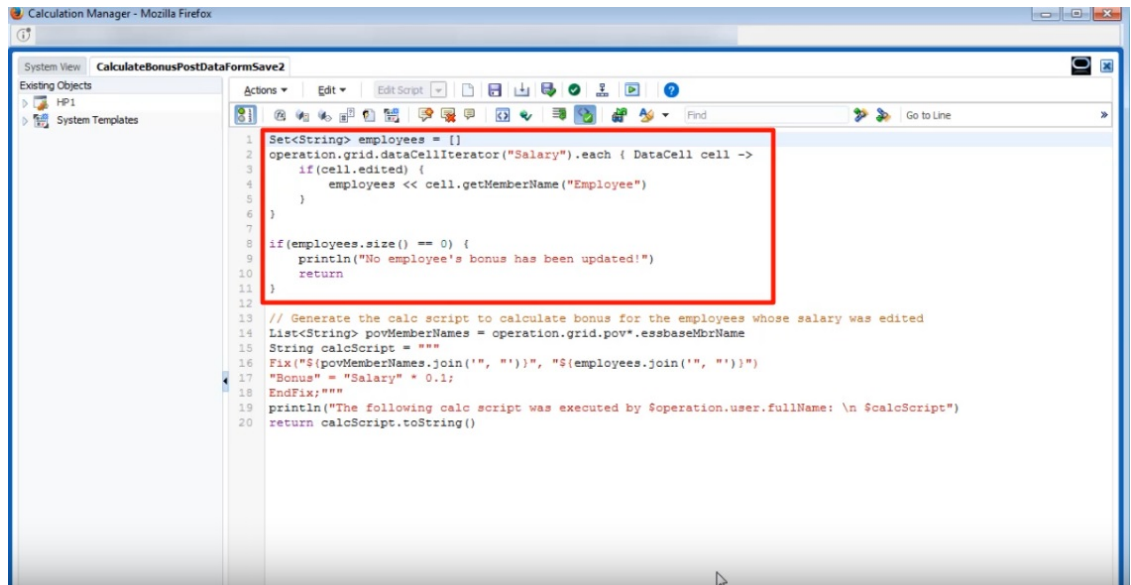 Calculation Manager - Mozilla Firefox
System View CalculateBonusPostDataFormSave2
Existing Objects
HP1
System Templates
Actions Edit Edit Script
Find Go to Line
1 Set<String> employees = []
2 operation.grid.dataCellIterator("Salary").each { DataCell cell ->
3 if(cell.edited) {
4 employees << cell.getMemberName("Employee")
5 }
6 }
7
8 if(employees.size() == 0) {
9 println("No employee's bonus has been updated!")
10 return
11 }
12
13 // Generate the calc script to calculate bonus for the employees whose salary was edited
14 List<String> povMemberNames = operation.grid.pov*.essbaseMbrName
15 String calcScript = """
16 Fix("${povMemberNames.join('", "')}", "${employees.join('", "')}")
17 "Bonus" = "Salary" * 0.1;
18 EndFix;"""
19 println("The following calc script was executed by $operation.user.fullName: \n $calcScript")
20 return calcScript.toString()